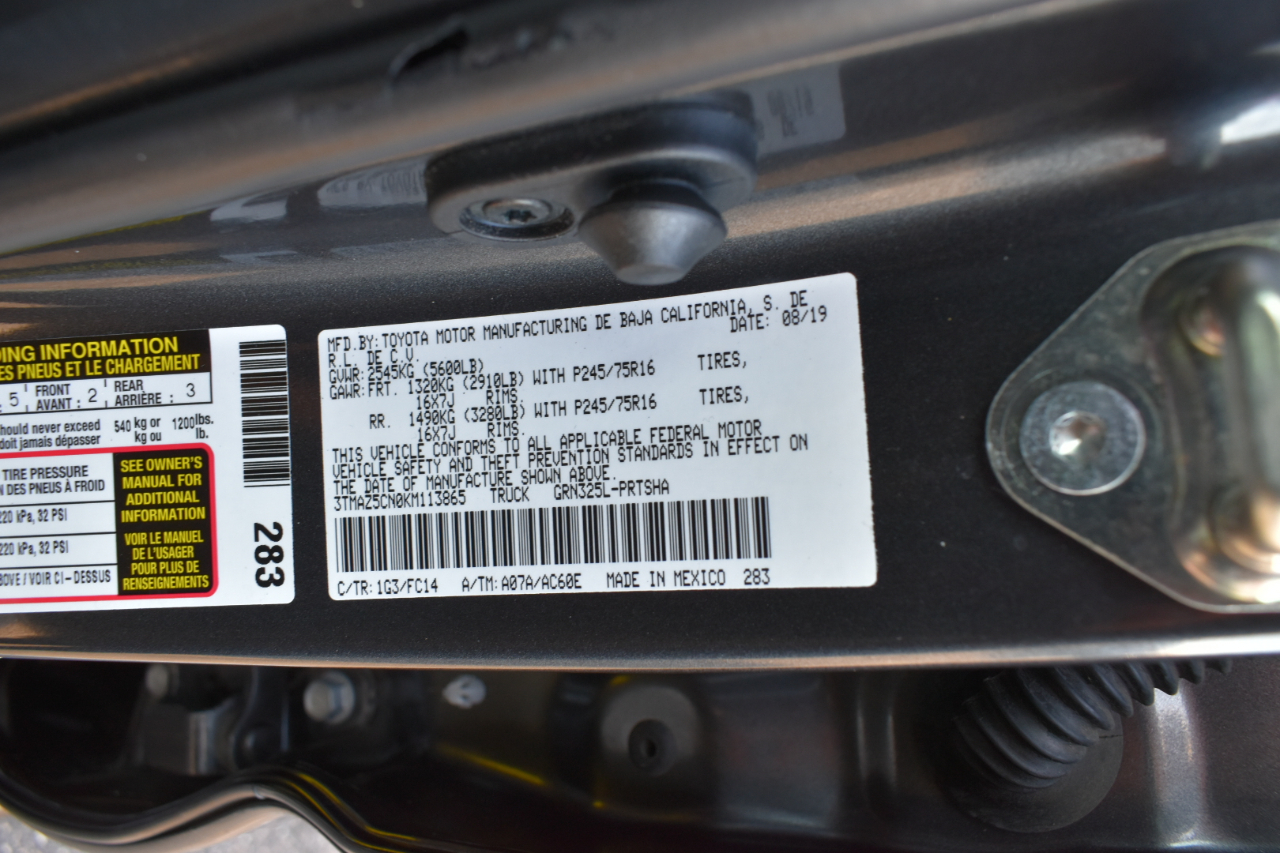 DING INFORMATION
ES PNEUS ET LE CHARGEMENT
: 5 FRONT AVANT : 2 REAR ARRIÈRE : 3
hould never exceed 540 kg or 1200 lbs.
doit jamais dépasser kg ou lb.
TIRE PRESSURE
N DES PNEUS À FROID
220 kPa, 32 PSI
220 kPa, 32 PSI
BOVE / VOIR CI - DESSUS
SEE OWNER'S
MANUAL FOR
ADDITIONAL
INFORMATION
VOIR LE MANUEL
DE L'USAGER
POUR PLUS DE
RENSEIGNEMENTS
283
MFD.BY:TOYOTA MOTOR MANUFACTURING DE BAJA CALIFORNIA, S. DE
R.L. DE C.V. DATE: 08/19
GVWR:2545KG (5600LB)
GAWR:FRT. 1320KG (2910LB) WITH P245/75R16 TIRES,
16X7J RIMS.
RR. 1490KG (3280LB) WITH P245/75R16 TIRES,
16X7J RIMS.
THIS VEHICLE CONFORMS TO ALL APPLICABLE FEDERAL MOTOR
VEHICLE SAFETY AND THEFT PREVENTION STANDARDS IN EFFECT ON
THE DATE OF MANUFACTURE SHOWN ABOVE.
3TMAZ5CN0KM113865 TRUCK GRN325L-PRTSHA
C/TR:1G3/FC14 A/TM:A07A/AC60E MADE IN MEXICO 283